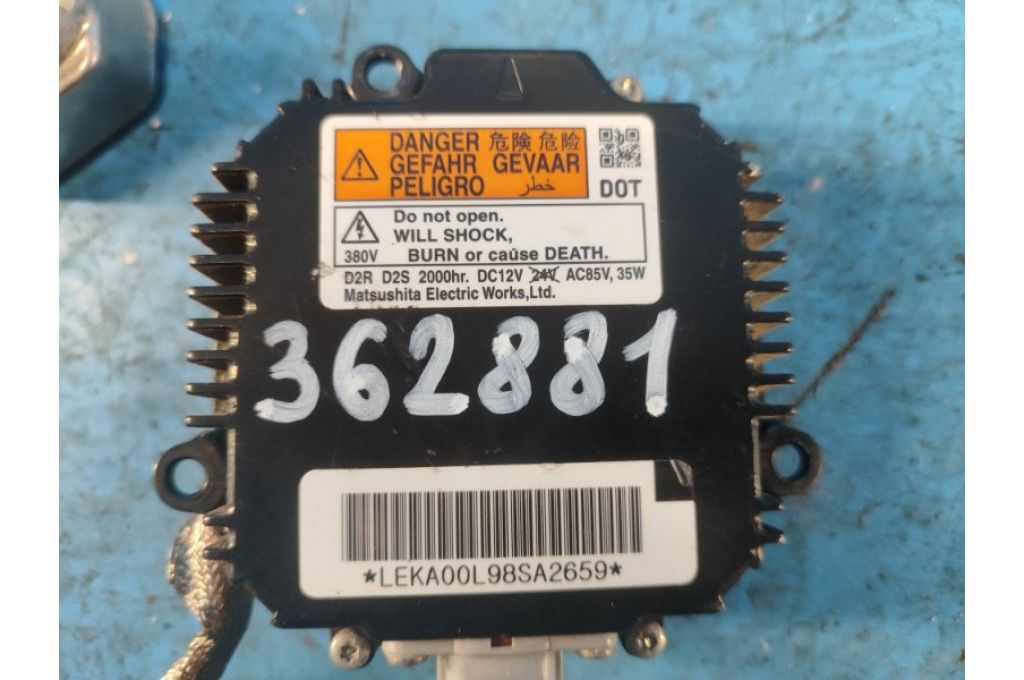 DANGER 危険 危险
GEFAHR GEVAAR
PELIGRO خطر
DOT
Do not open.
WILL SHOCK,
380V BURN or cause DEATH.
D2R D2S 2000hr. DC12V 24V AC85V, 35W
Matsushita Electric Works,Ltd.
362881
*LEKA00L98SA2659*